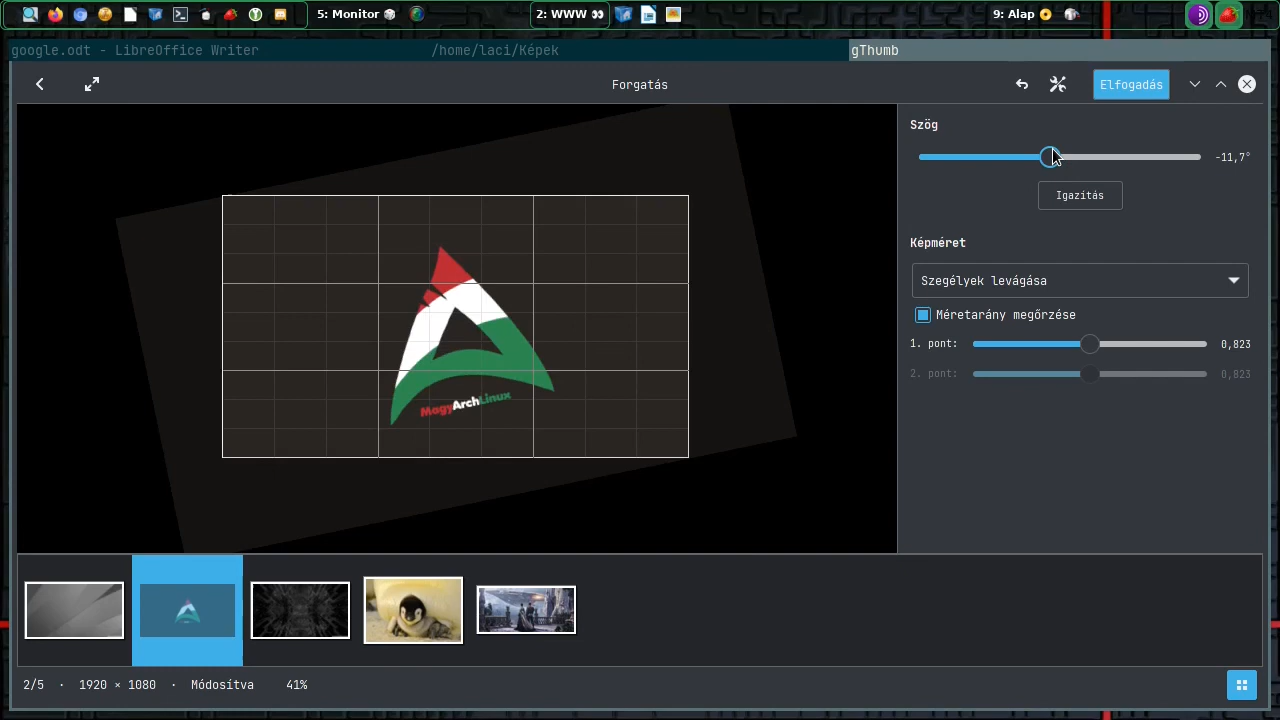 5: Monitor
2: WWW
9: Alap
google.odt - LibreOffice Writer
/home/laci/Képek
gThumb
Forgatás
Elfogadás
Szög
-11,7°
Igazítás
Képméret
Szegélyek levágása
Méretarány megőrzése
1. pont:
0,823
2. pont:
0,823
MagyArchLinux
2/5 · 1920 × 1080 · Módosítva 41%